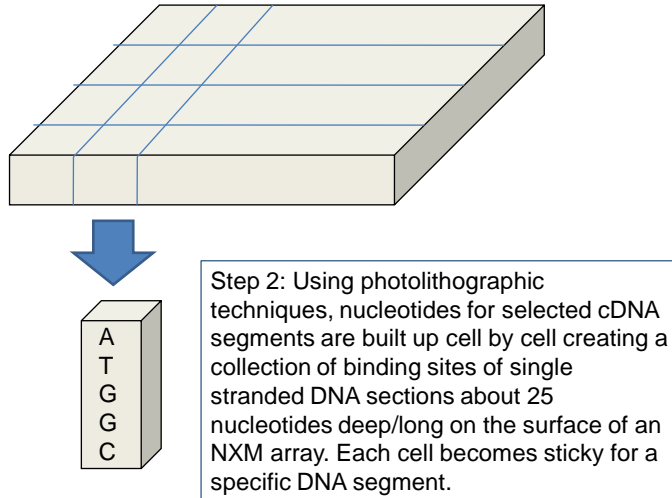 A
T
G
G
C
Step 2: Using photolithographic
techniques, nucleotides for selected cDNA
segments are built up cell by cell creating a
collection of binding sites of single
stranded DNA sections about 25
nucleotides deep/long on the surface of an
NXM array. Each cell becomes sticky for a
specific DNA segment.